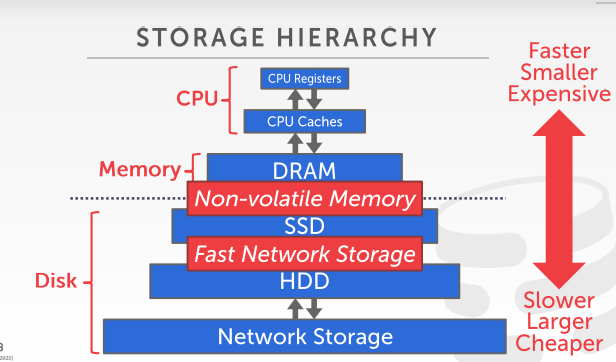 STORAGE HIERARCHY
Faster
Smaller
Expensive
CPU
CPU Registers
CPU Caches
Memory
DRAM
Non-volatile Memory
SSD
Fast Network Storage
Disk
HDD
Network Storage
Slower
Larger
Cheaper
3
2021)